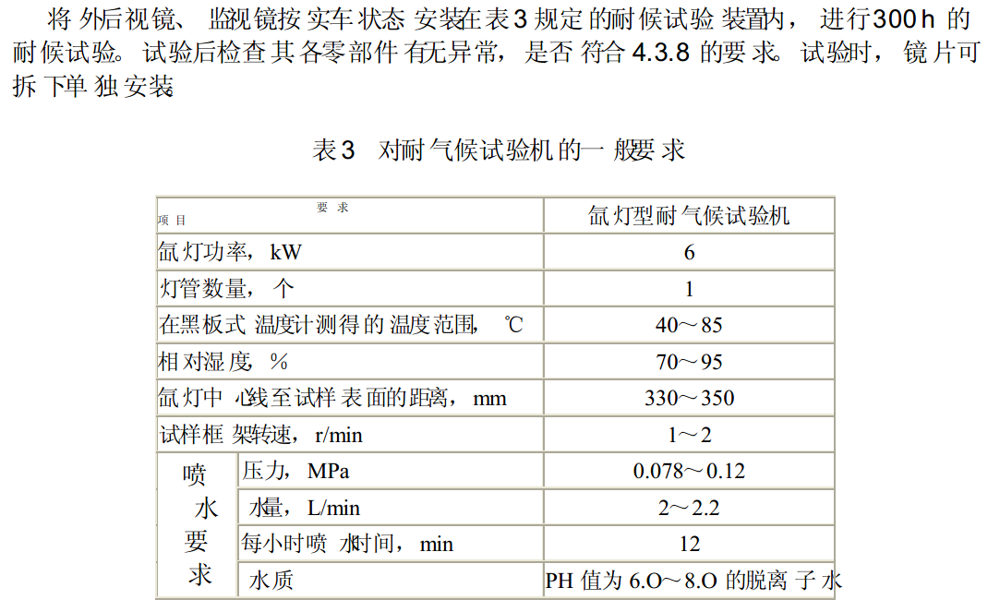 将外后视镜、监视镜按实车状态安装在表3规定的耐候试验装置内，进行300h的
耐候试验。试验后检查其各零部件有无异常，是否符合4.3.8的要求。试验时，镜片可
拆下单独安装。
表3 对耐气候试验机的一般要求
要求
项目 氙灯型耐气候试验机
氙灯功率，kW 6
灯管数量，个 1
在黑板式温度计测得的温度范围，℃ 40～85
相对湿度，% 70～95
氙灯中心线至试样表面的距离，mm 330～350
试样框架转速，r/min 1～2
喷水要求
压力，MPa 0.078～0.12
水量，L/min 2～2.2
每小时喷水时间，min 12
水质 PH值为6.O～8.O的脱离子水